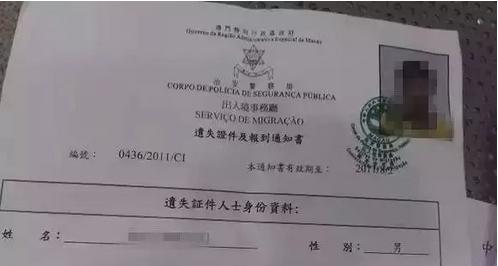 澳門特別行政區政府
Governo da Região Administrativa Especial de Macau
治安警察局
CORPO DE POLÍCIA DE SEGURANÇA PÚBLICA
出入境事務廳
SERVIÇO DE MIGRAÇÃO
遺失證件及報到通知書
編號： 0436/2011/CI
本通知書有效期至： 2011/8/
遺失証件人士身份資料：
姓 名：
性 別： 男